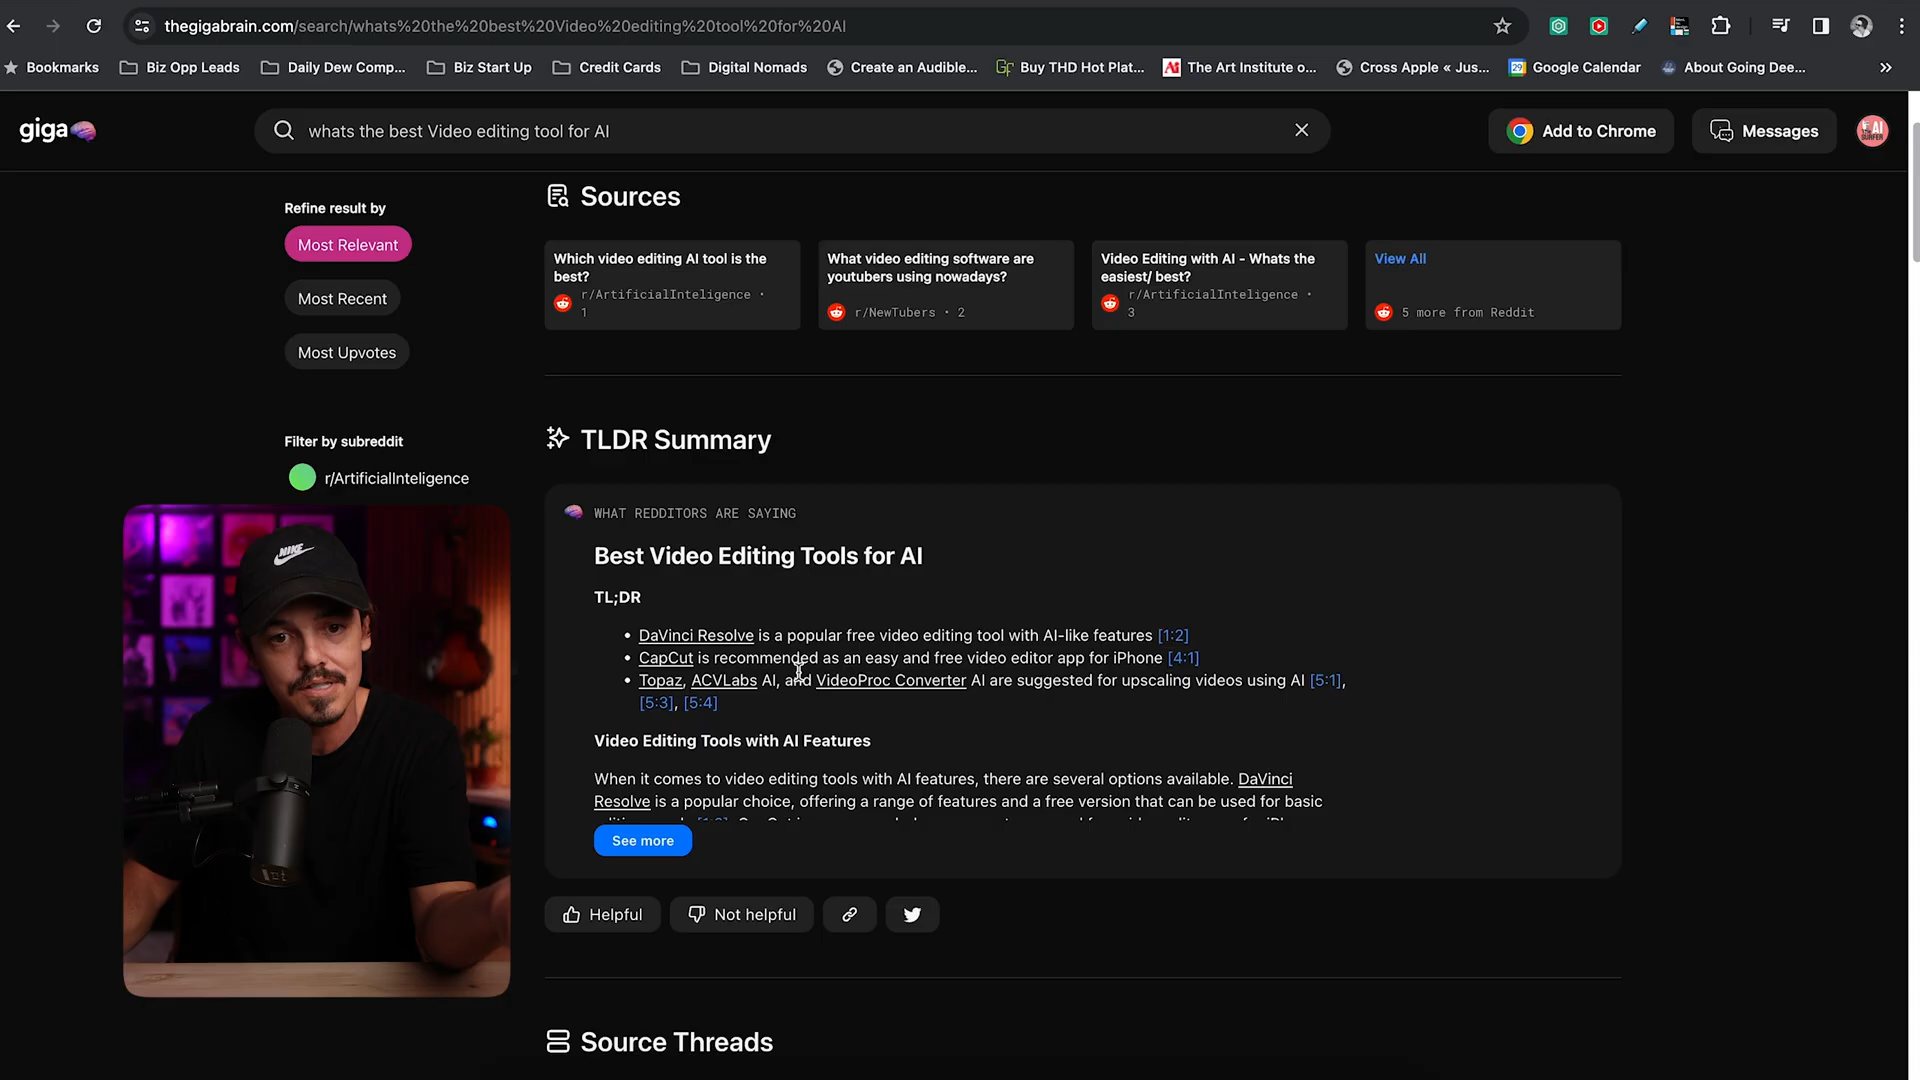 thegigabrain.com/search/whats%20the%20best%20Video%20editing%20tool%20for%20AI
Bookmarks
Biz Opp Leads
Daily Dew Comp...
Biz Start Up
Credit Cards
Digital Nomads
Create an Audible...
Buy THD Hot Plat...
The Art Institute o...
Cross Apple « Jus...
Google Calendar
About Going Dee...
giga
whats the best Video editing tool for AI
Add to Chrome
Messages
Refine result by
Most Relevant
Most Recent
Most Upvotes
Filter by subreddit
r/ArtificialInteligence
Sources
Which video editing AI tool is the
best?
r/ArtificialInteligence ·
1
What video editing software are
youtubers using nowadays?
r/NewTubers · 2
Video Editing with AI - Whats the
easiest/ best?
r/ArtificialInteligence ·
3
View All
5 more from Reddit
TLDR Summary
WHAT REDDITORS ARE SAYING
Best Video Editing Tools for AI
TL;DR
• DaVinci Resolve is a popular free video editing tool with AI-like features [1:2]
• CapCut is recommended as an easy and free video editor app for iPhone [4:1]
• Topaz, ACVLabs AI, and VideoProc Converter AI are suggested for upscaling videos using AI [5:1],
[5:3], [5:4]
Video Editing Tools with AI Features
When it comes to video editing tools with AI features, there are several options available. DaVinci
Resolve is a popular choice, offering a range of features and a free version that can be used for basic
See more
Helpful
Not helpful
Source Threads
NIKE